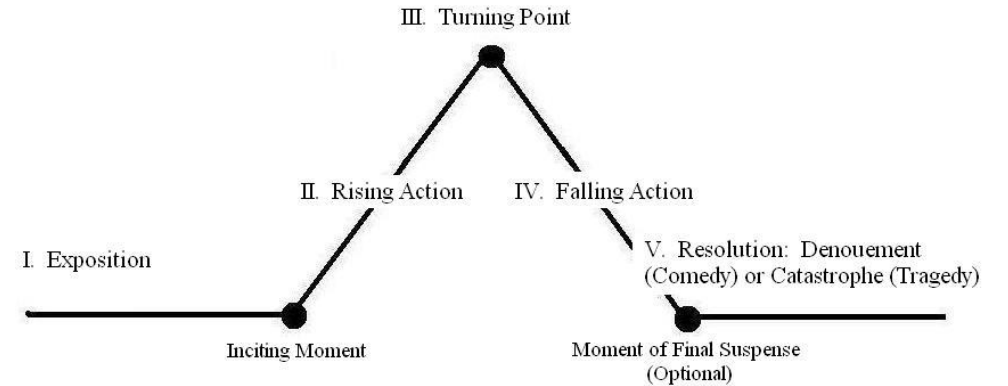 III. Turning Point
II. Rising Action
IV. Falling Action
I. Exposition
V. Resolution: Denouement
(Comedy) or Catastrophe (Tragedy)
Inciting Moment
Moment of Final Suspense
(Optional)